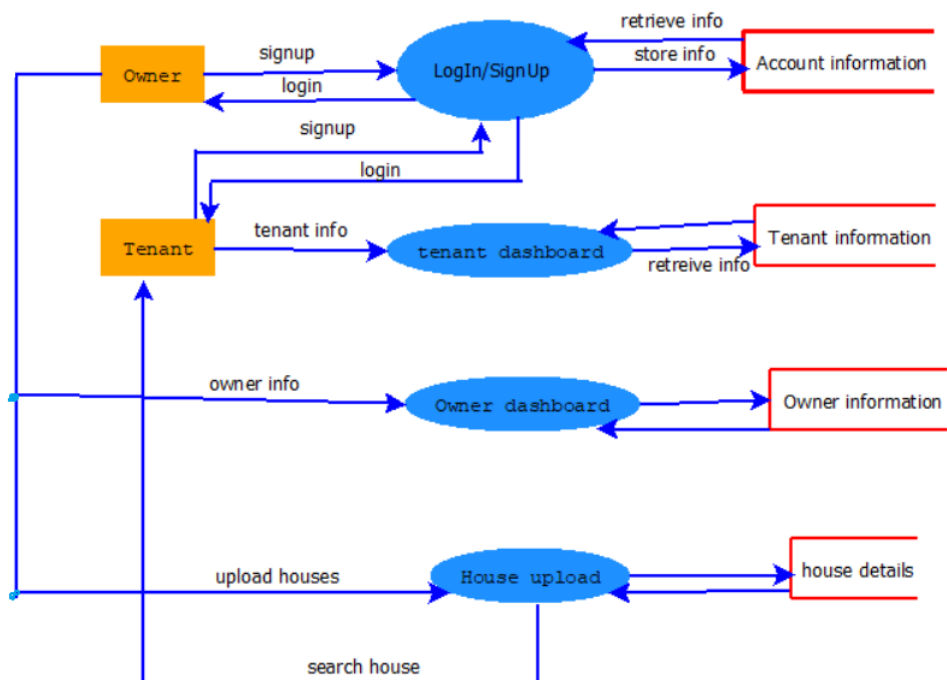 retrieve info
signup
Owner
LogIn/SignUp
store info
Account information
login
signup
login
tenant info
Tenant
tenant dashboard
Tenant information
retreive info
owner info
Owner dashboard
Owner information
upload houses
House upload
house details
search house